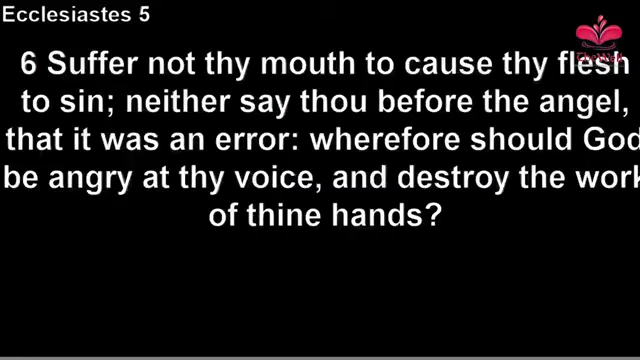 Ecclesiastes 5
6 Suffer not thy mouth to cause thy flesh
to sin; neither say thou before the angel,
that it was an error: wherefore should God
be angry at thy voice, and destroy the work
of thine hands?